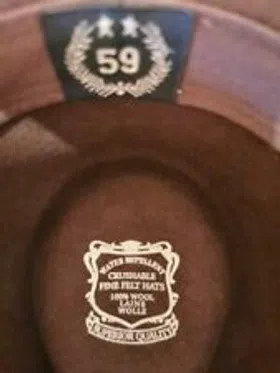 59
WATER REPELLENT
CRUSHABLE
FINE FELT HATS
100% WOOL
LAINE
WOLLE
SUPERIOR QUALITY